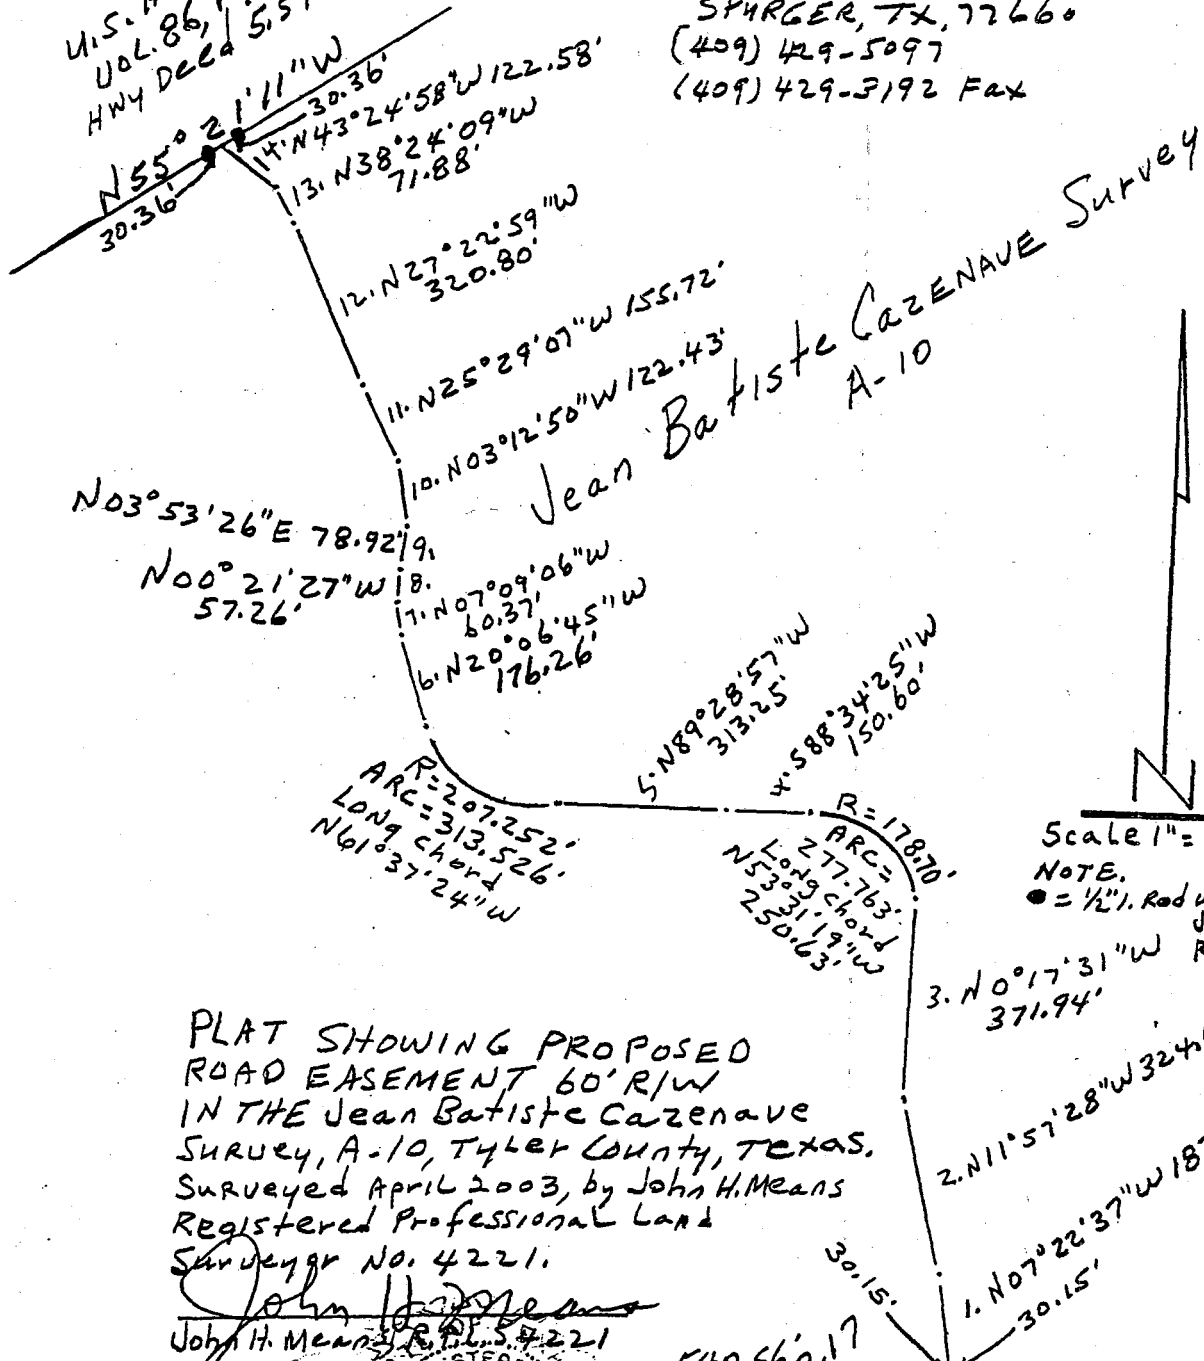 SPURGER, TX, 77660
(409) 429-5097
(409) 429-3192 Fax
U.S.
VOL. 86,
HWY Deed 5.5
N55°21'11"W
30.36'
30.36'
14. N43°24'58"W 122.58'
13. N38°24'09"W
71.88'
12. N27°22'59"W
320.80'
11. N25°29'07"W 155.72'
10. N03°12'50"W 122.43'
Jean Batiste Cazenave Survey
A-10
N03°53'26"E 78.92' 9.
N00°21'27"W 8.
57.26'
7. N07°09'06"W
60.37'
6. N20°06'45"W
176.26'
5. N89°28'57"W
313.25'
4. S88°34'25"W
150.60'
R=207.252'
ARC=313.526'
Long chord
N61°37'24"W
R=178.70'
ARC=
277.763'
Long chord
N53°31'19"W
250.63'
N
Scale 1"=
NOTE.
● = 1/2" I. Rod
3. N0°17'31"W
371.94'
2. N11°57'28"W 324.
1. N07°22'37"W 18
30.15'
30.15'
PLAT SHOWING PROPOSED
ROAD EASEMENT 60' R/W
IN THE Jean Batiste Cazenave
Survey, A-10, Tyler County, Texas.
Surveyed April 2003, by John H. Means
Registered Professional Land
Surveyor No. 4221.
John H. Means
John H. Means R.P.L.S. 4221